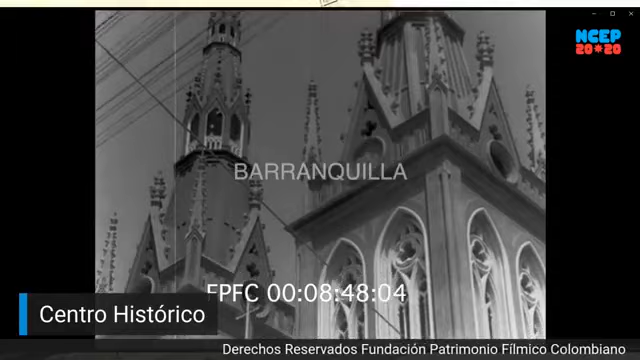 NCEP
20*20
BARRANQUILLA
FPFC 00:08:48:04
Centro Histórico
Derechos Reservados Fundación Patrimonio Fílmico Colombiano